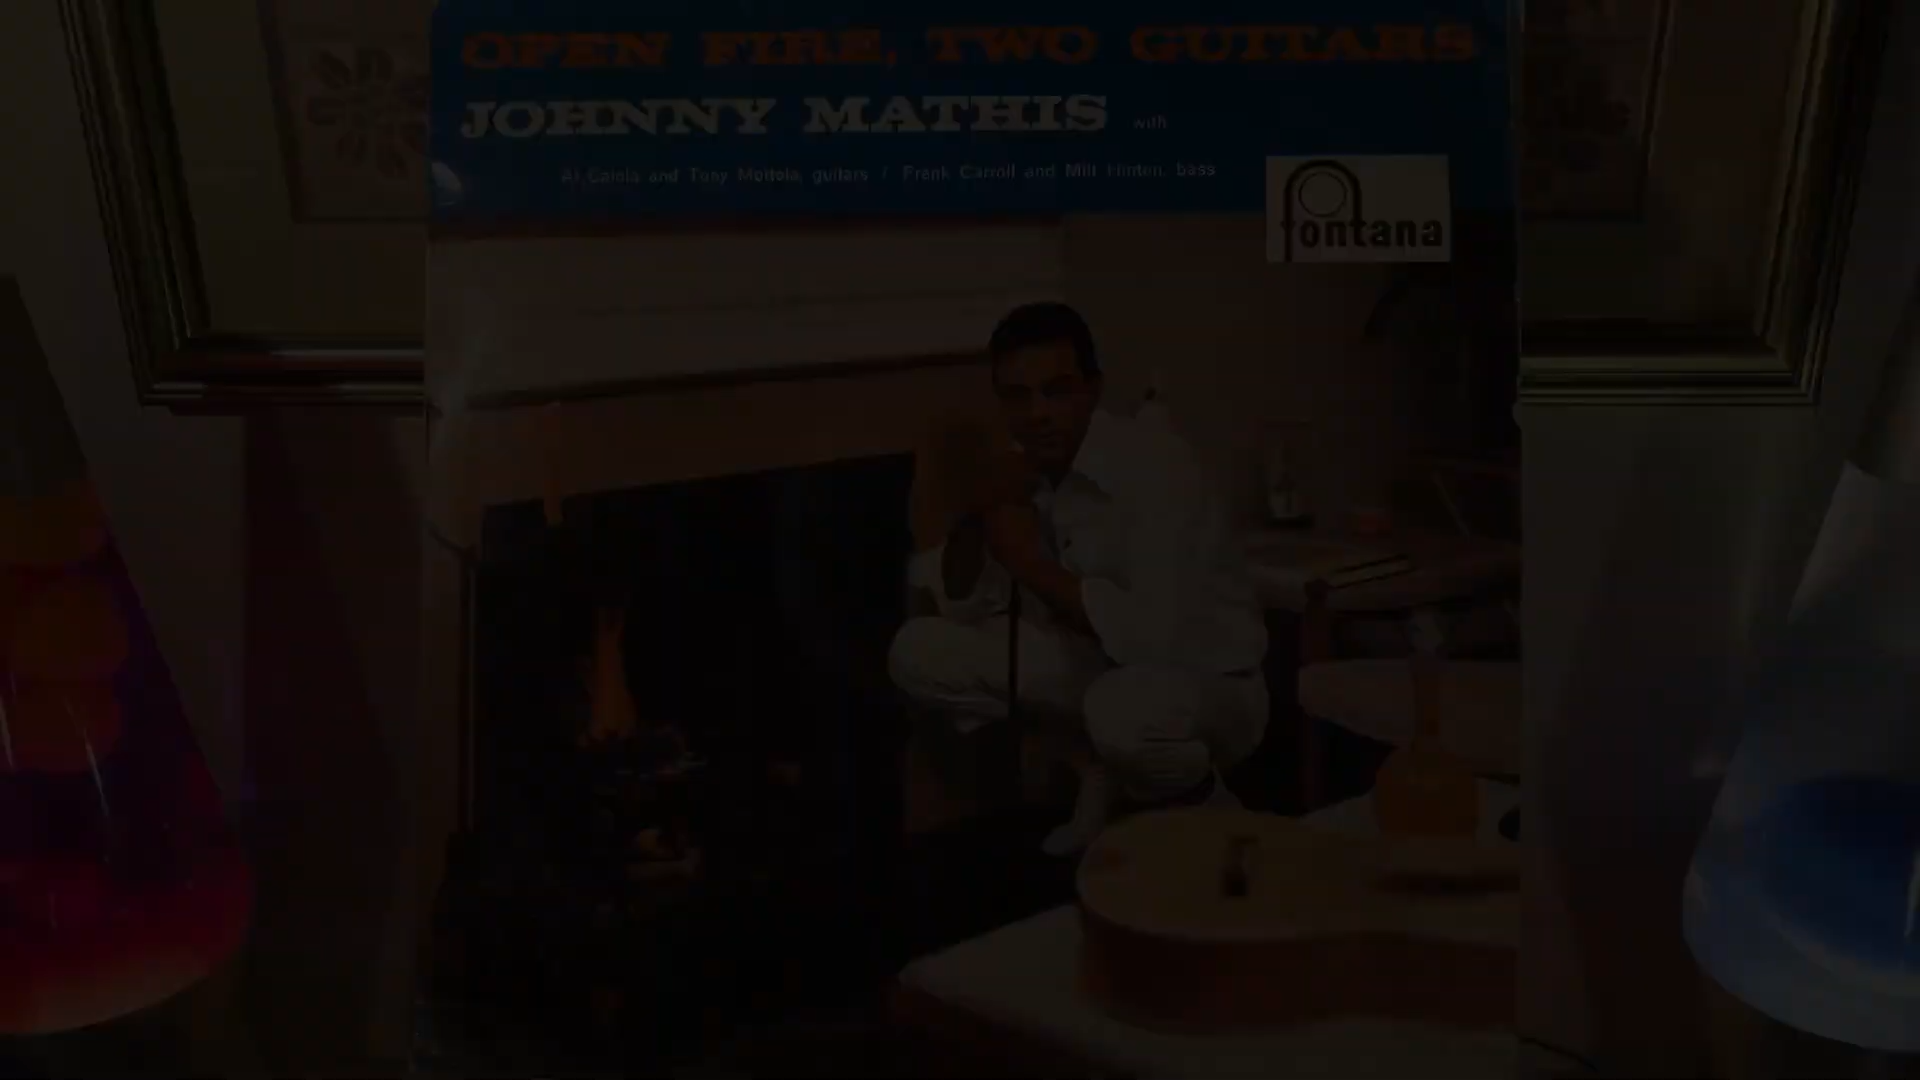 OPEN FIRE, TWO GUITARS
JOHNNY MATHIS with
Al Caiola and Tony Mottola, guitars / Frank Carroll and Milt Hinton, bass
fontana